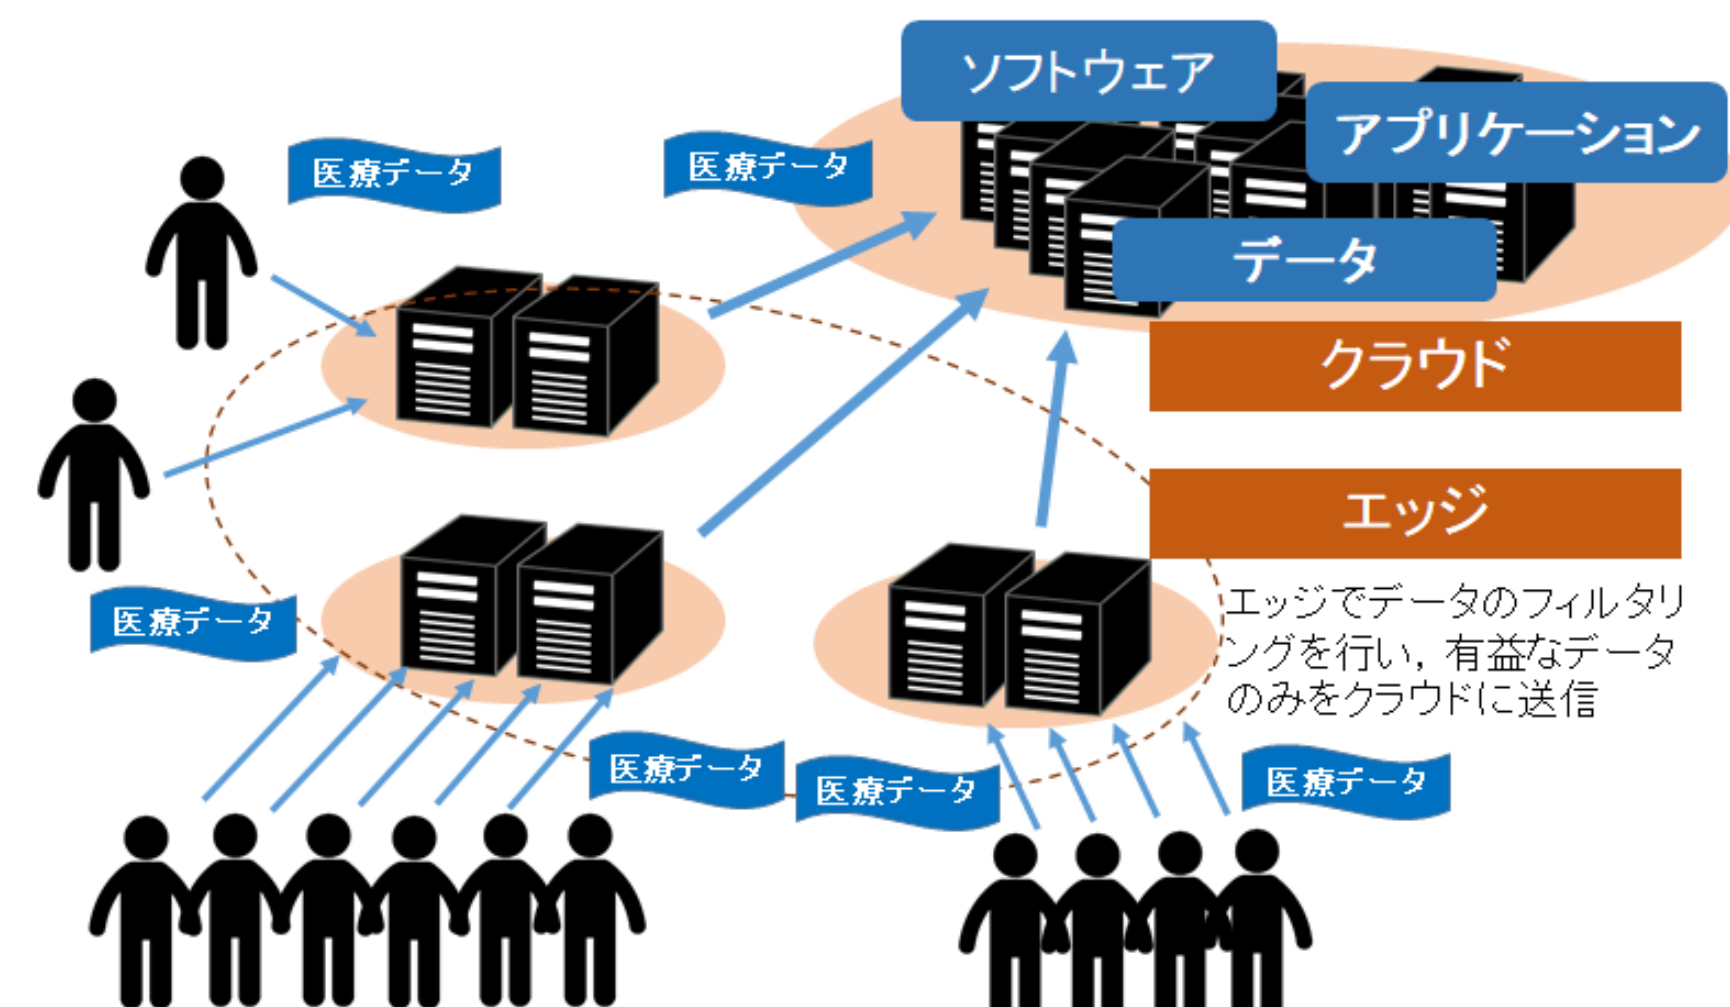 ソフトウェア
アプリケーション
医療データ
医療データ
データ
クラウド
エッジ
エッジでデータのフィルタリ
ングを行い，有益なデータ
のみをクラウドに送信
医療データ
医療データ
医療データ
医療データ